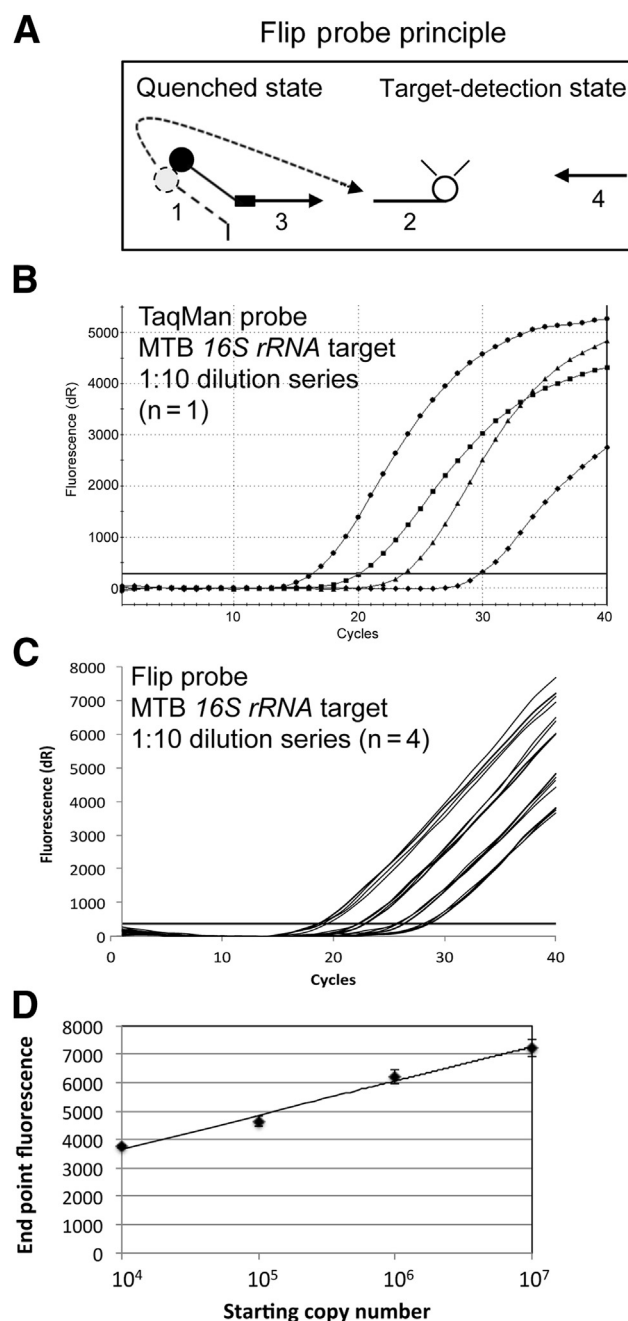 A
Flip probe principle
Quenched state
Target-detection state
1
3
2
4
B
TaqMan probe
MTB 16S rRNA target
1:10 dilution series
(n = 1)
Fluorescence (dR)
5000
4000
3000
2000
1000
0
10
20
30
40
Cycles
C
Flip probe
MTB 16S rRNA target
1:10 dilution series (n = 4)
Fluorescence (dR)
8000
7000
6000
5000
4000
3000
2000
1000
0
0
10
20
30
40
Cycles
D
End point fluorescence
8000
7000
6000
5000
4000
3000
2000
1000
0
10⁴
10⁵
10⁶
10⁷
Starting copy number